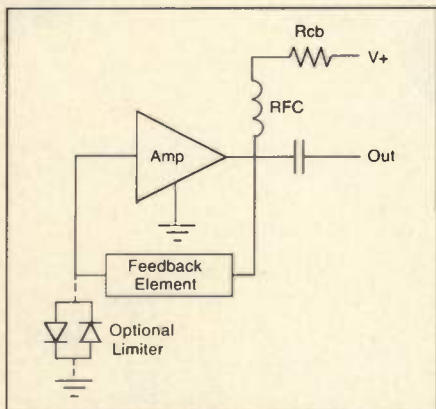 Rcb
V+
RFC
Amp
Out
Feedback
Element
Optional
Limiter